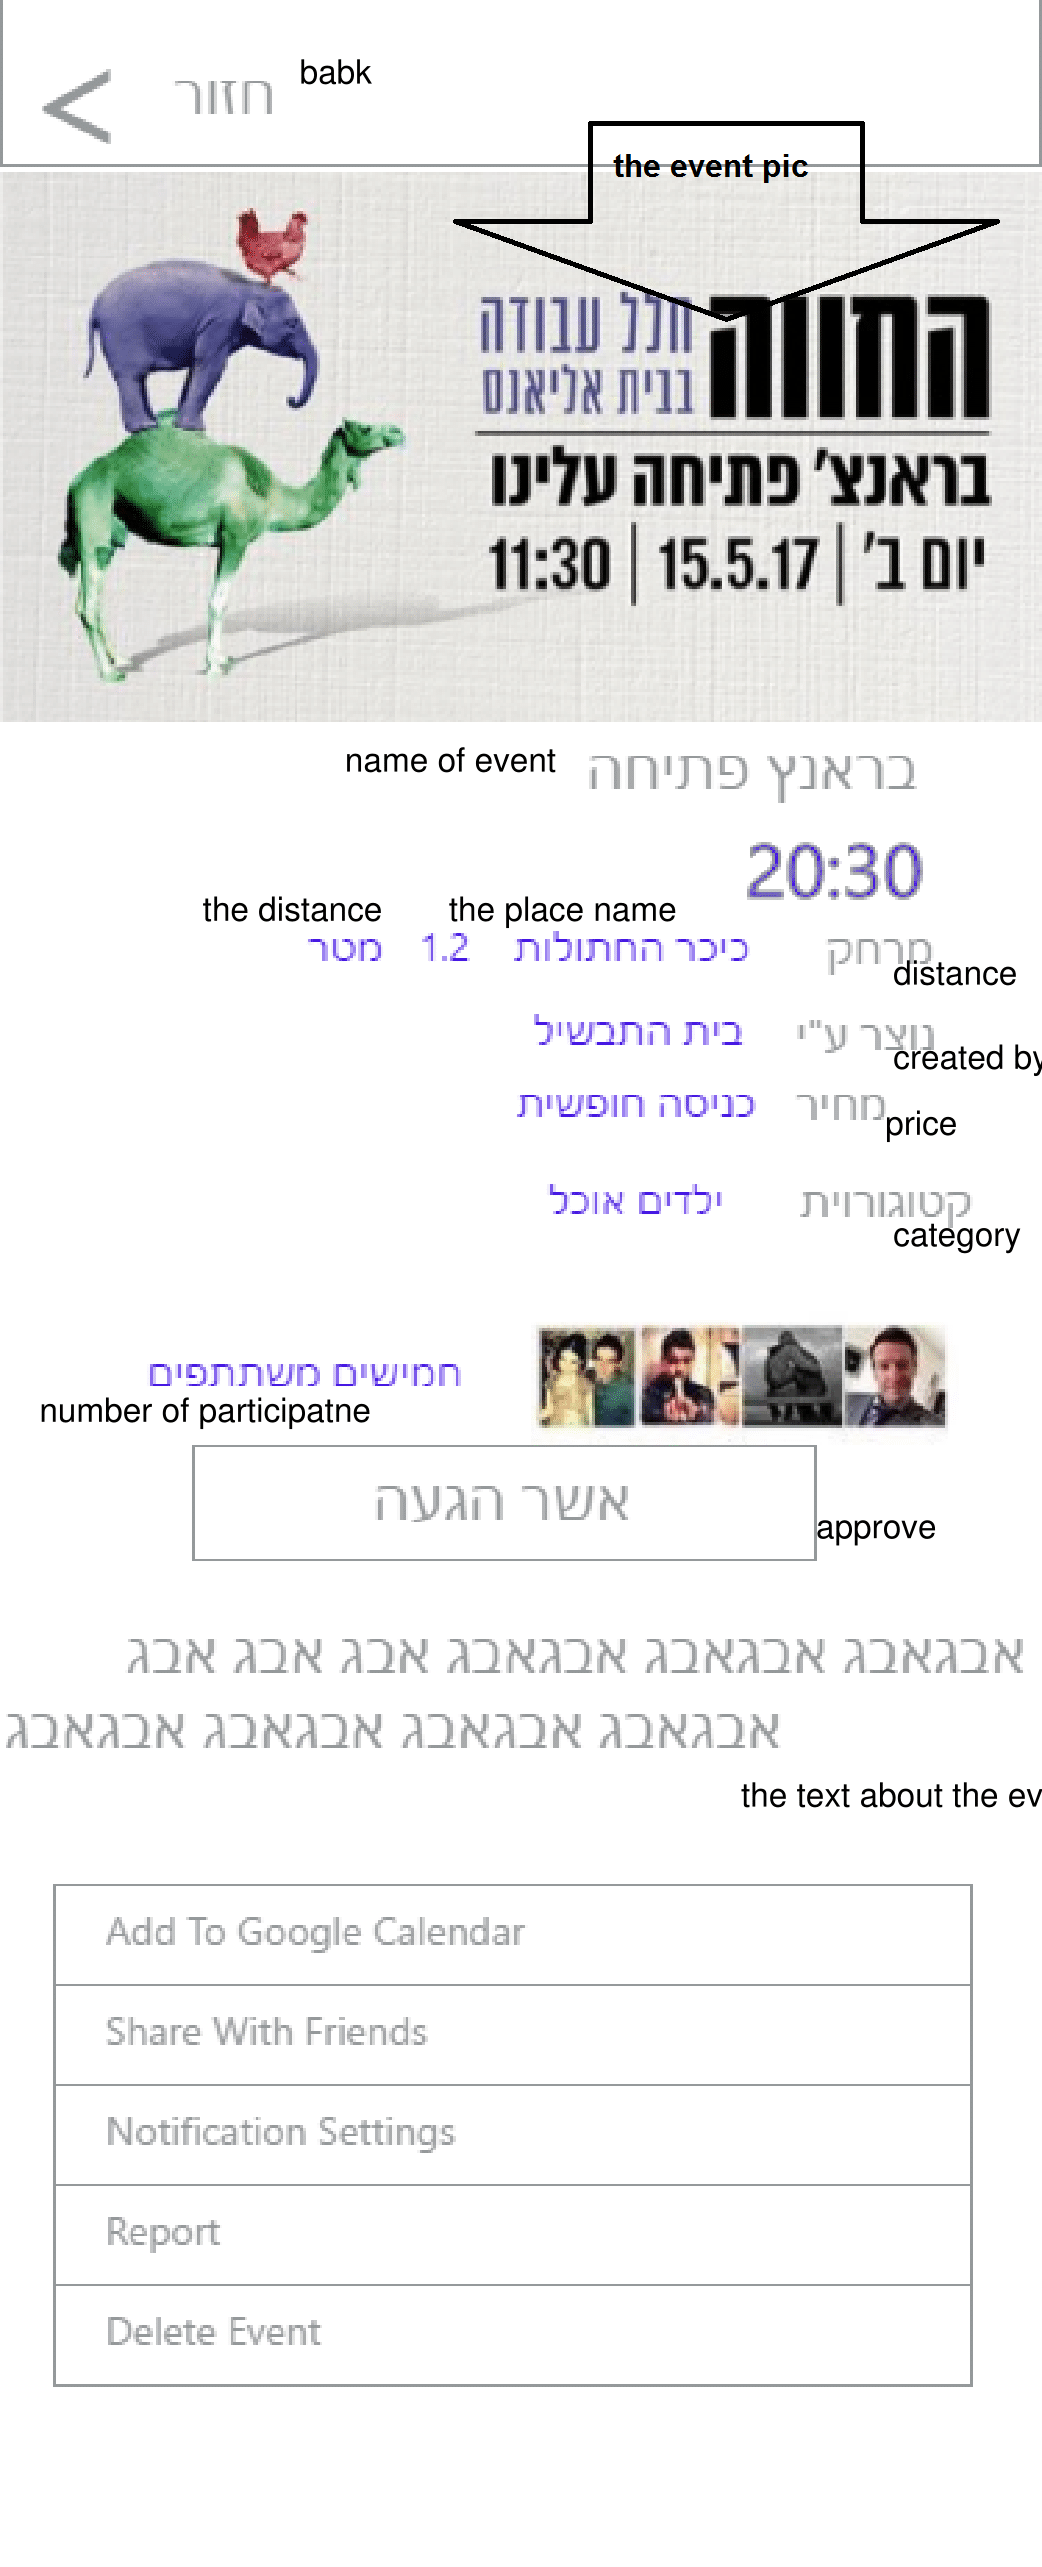 חזור babk
the event pic
החווה
חלל עבודה
בבית אליאנס
בראנצ׳ פתיחה עלינו
יום ב׳ | 15.5.17 | 11:30
בראנץ פתיחה name of event
20:30
the distance the place name
מרחק כיכר החתולות 1.2 מטר
distance
נוצר ע"י בית התבשיל
created by
מחיר כניסה חופשית
price
קטוגורוית ילדים אוכל
category
חמישים משתתפים
number of participatne
אשר הגעה
approve
אבגאבג אבגאבג אבגאבג אבג אבג אבג
אבגאבג אבגאבג אבגאבג אבגאבג
the text about the ev
Add To Google Calendar
Share With Friends
Notification Settings
Report
Delete Event